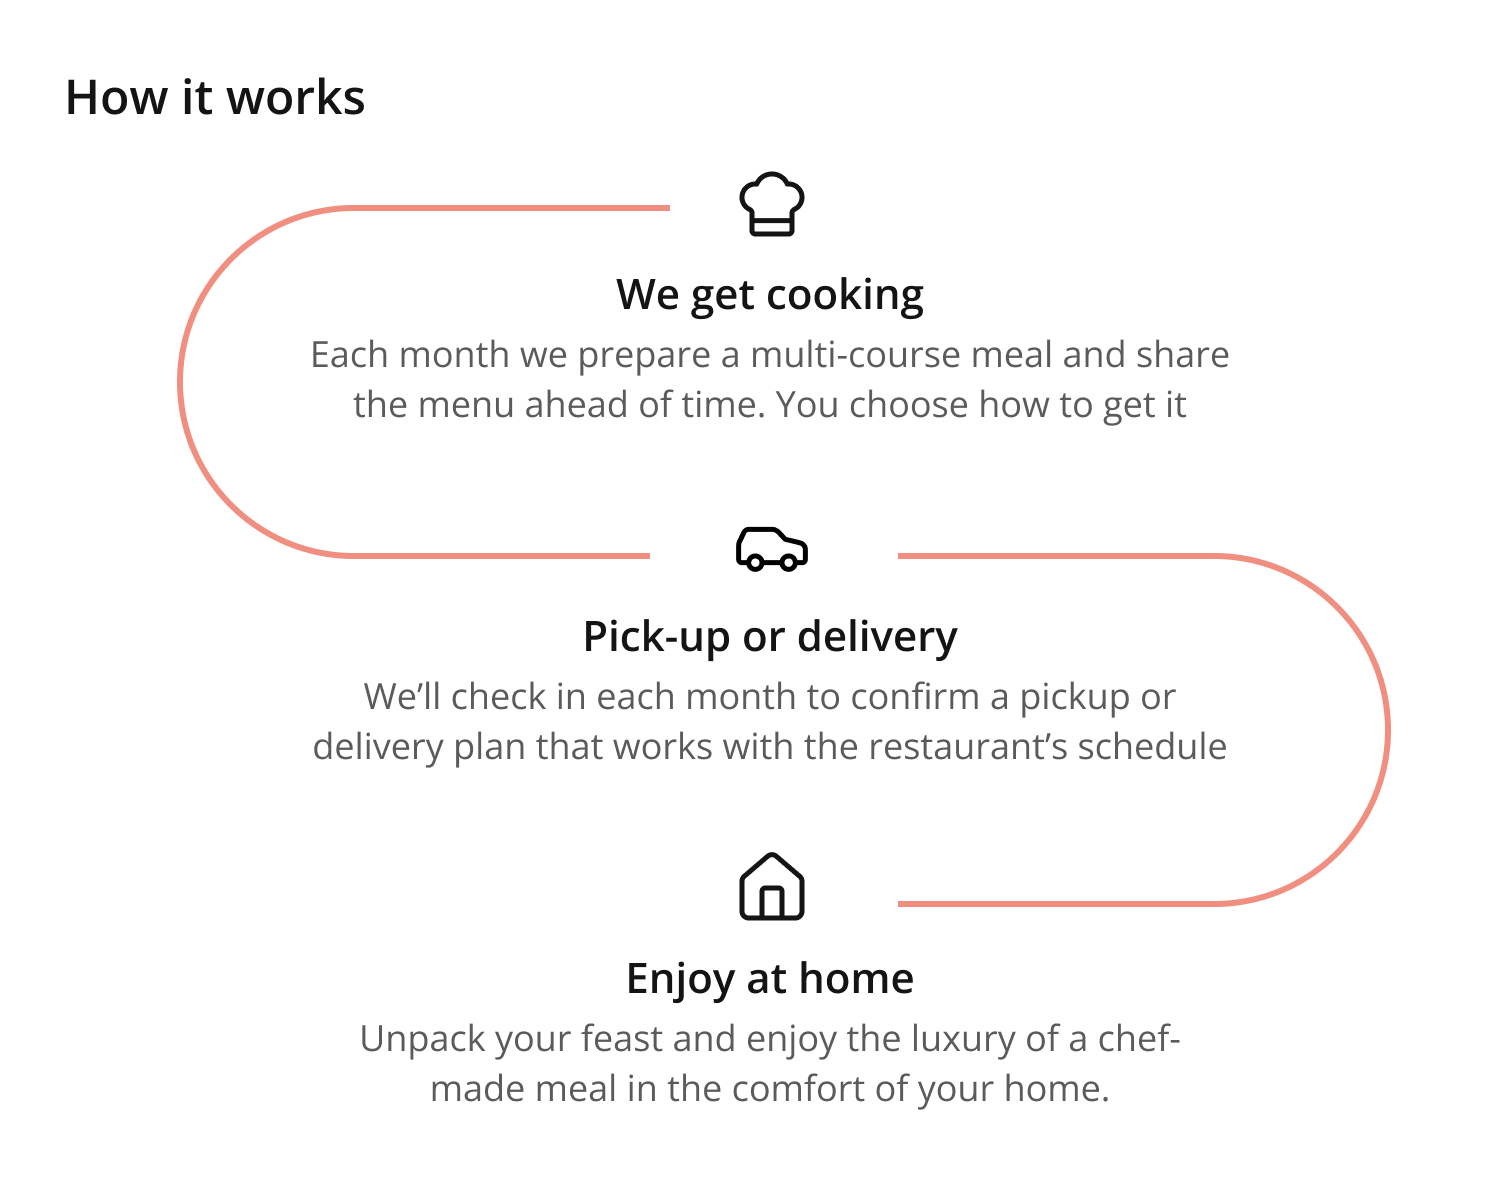 How it works
We get cooking
Each month we prepare a multi-course meal and share
the menu ahead of time. You choose how to get it
Pick-up or delivery
We’ll check in each month to confirm a pickup or
delivery plan that works with the restaurant’s schedule
Enjoy at home
Unpack your feast and enjoy the luxury of a chef-
made meal in the comfort of your home.